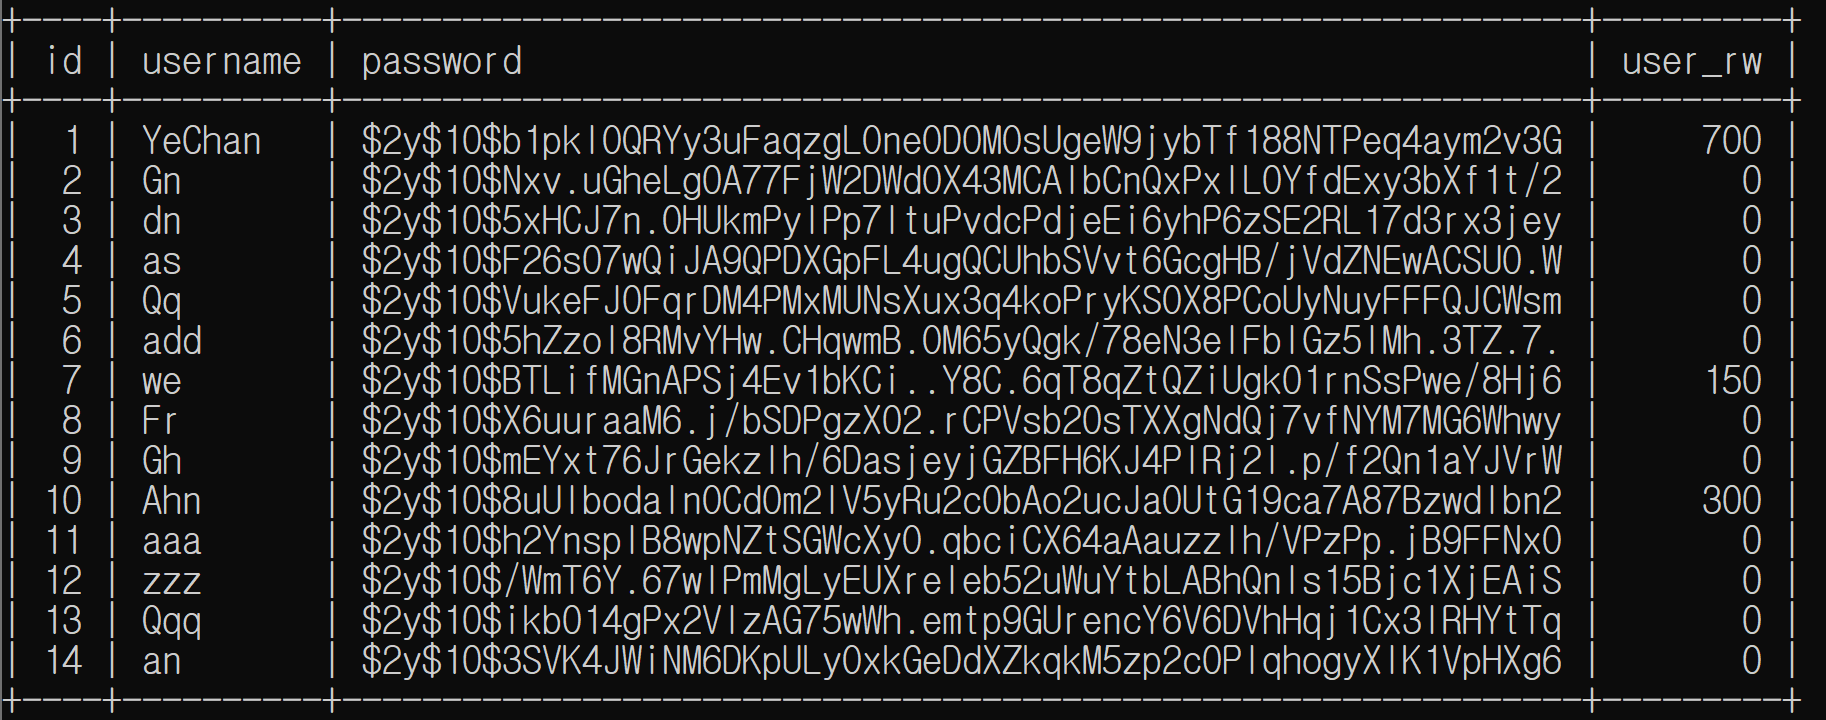 +----+----------+--------------------------------------------------------------+---------+
| id | username | password                                                     | user_rw |
+----+----------+--------------------------------------------------------------+---------+
|  1 | YeChan   | $2y$10$b1pkl0QRYy3uFaqzgL0ne0D0M0sUgeW9jybTf188NTPeq4aym2v3G |     700 |
|  2 | Gn       | $2y$10$Nxv.uGheLg0A77FjW2DWd0X43MCAlbCnQxPxlL0YfdExy3bXf1t/2 |       0 |
|  3 | dn       | $2y$10$5xHCJ7n.0HUkmPylPp7ltuPvdcPdjeEi6yhP6zSE2RL17d3rx3jey |       0 |
|  4 | as       | $2y$10$F26s07wQiJA9QPDXGpFL4ugQCUhbSVvt6GcgHB/jVdZNEwACSU0.W |       0 |
|  5 | Qq       | $2y$10$VukeFJ0FqrDM4PMxMUNsXux3q4koPryKS0X8PCoUyNuyFFFQJCWsm |       0 |
|  6 | add      | $2y$10$5hZzol8RMvYHw.CHqwmB.0M65yQgk/78eN3elFblGz5lMh.3TZ.7. |       0 |
|  7 | we       | $2y$10$BTLifMGnAPSj4Ev1bKCi..Y8C.6qT8qZtQZiUgk01rnSsPwe/8Hj6 |     150 |
|  8 | Fr       | $2y$10$X6uuraaM6.j/bSDPgzX02.rCPVsb20sTXXgNdQj7vfNYM7MG6Whwy |       0 |
|  9 | Gh       | $2y$10$mEYxt76JrGekzlh/6DasjeyjGZBFH6KJ4PlRj2l.p/f2Qn1aYJVrW |       0 |
| 10 | Ahn      | $2y$10$8uUlbodaln0Cd0m2lV5yRu2c0bAo2ucJa0UtG19ca7A87Bzwdlbn2 |     300 |
| 11 | aaa      | $2y$10$h2YnsplB8wpNZtSGWcXy0.qbciCX64aAauzzlh/VPzPp.jB9FFNx0 |       0 |
| 12 | zzz      | $2y$10$/WmT6Y.67wlPmMgLyEUXreleb52uWuYtbLABhQnls15Bjc1XjEAiS |       0 |
| 13 | Qqq      | $2y$10$ikb014gPx2VlzAG75wWh.emtp9GUrencY6V6DVhHqj1Cx3lRHYtTq |       0 |
| 14 | an       | $2y$10$3SVK4JWiNM6DKpULy0xkGeDdXZkqkM5zp2c0PlqhogyXlK1VpHXg6 |       0 |
+----+----------+--------------------------------------------------------------+---------+